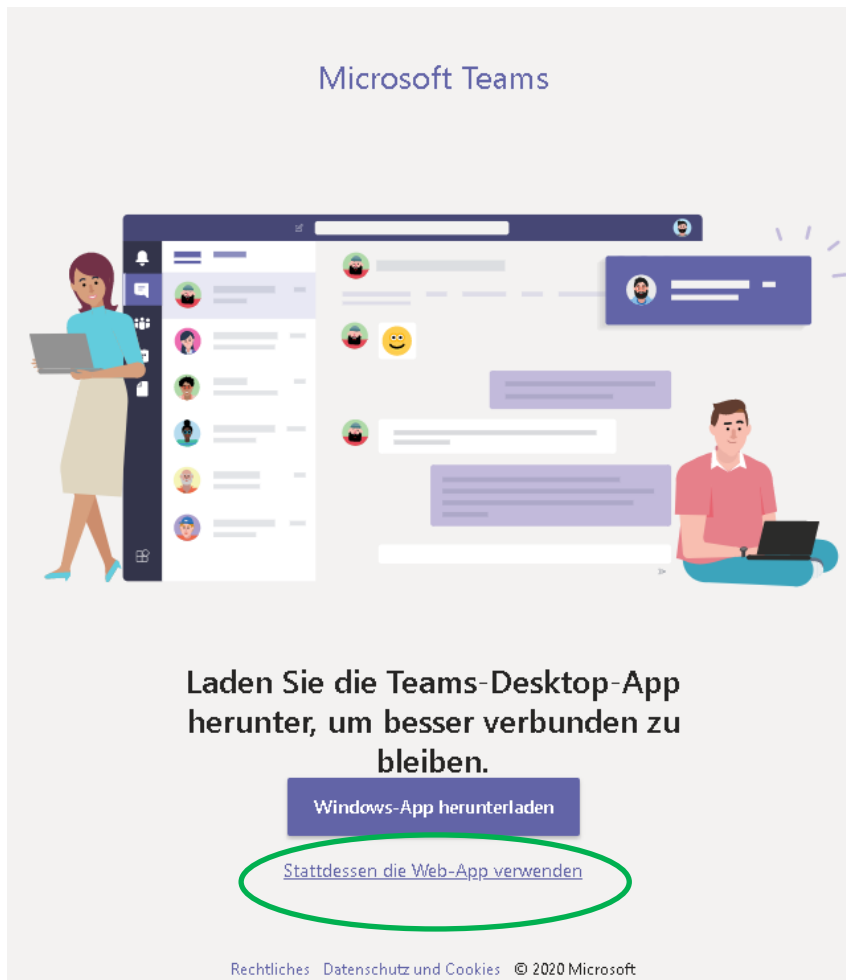 Microsoft Teams
Laden Sie die Teams-Desktop-App
herunter, um besser verbunden zu
bleiben.
Windows-App herunterladen
Stattdessen die Web-App verwenden
Rechtliches Datenschutz und Cookies © 2020 Microsoft